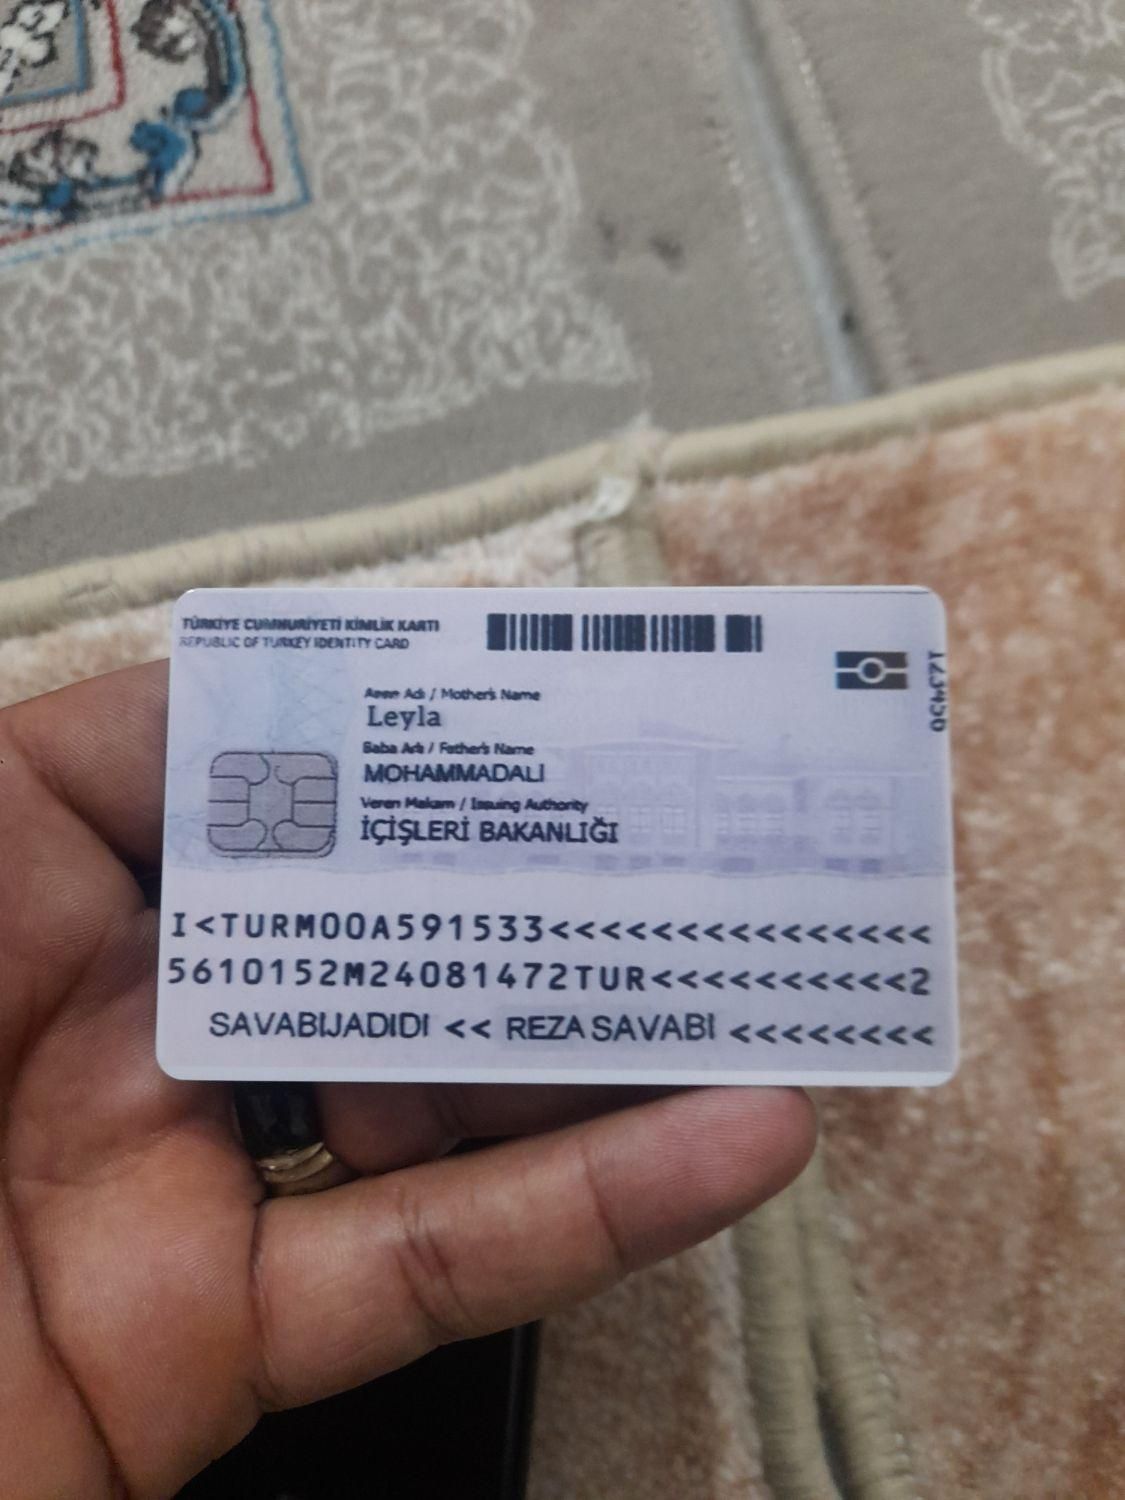 TÜRKİYE CUMHURİYETİ KİMLİK KARTI
REPUBLIC OF TURKEY IDENTITY CARD
123456
Anne Adı / Mother's Name
Leyla
Baba Adı / Father's Name
MOHAMMADALI
Veren Makam / Issuing Authority
İÇİŞLERİ BAKANLIĞI
I<TURM00A591533<<<<<<<<<<<<<<<
5610152M24081472TUR<<<<<<<<<<2
SAVABIJADIDI << REZA SAVABI <<<<<<<<